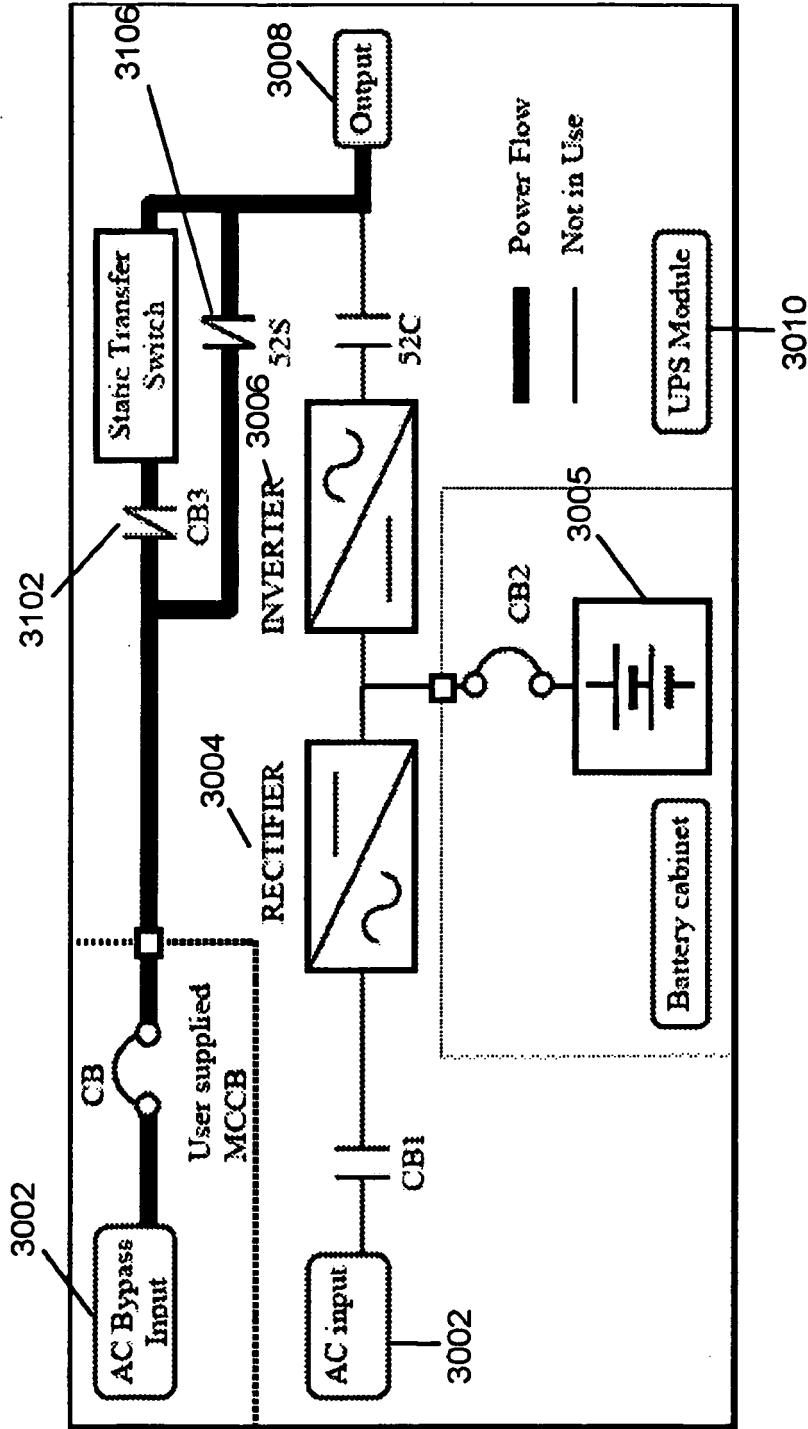 3002
AC Bypass
Input
CB
User supplied
MCCB
3102
CB3
Static Transfer
Switch
3106
52S
3008
Output
3004
RECTIFIER
INVERTER
3006
52C
AC input
3002
CB1
CB2
3005
Battery cabinet
Power Flow
Not in Use
UPS Module
3010